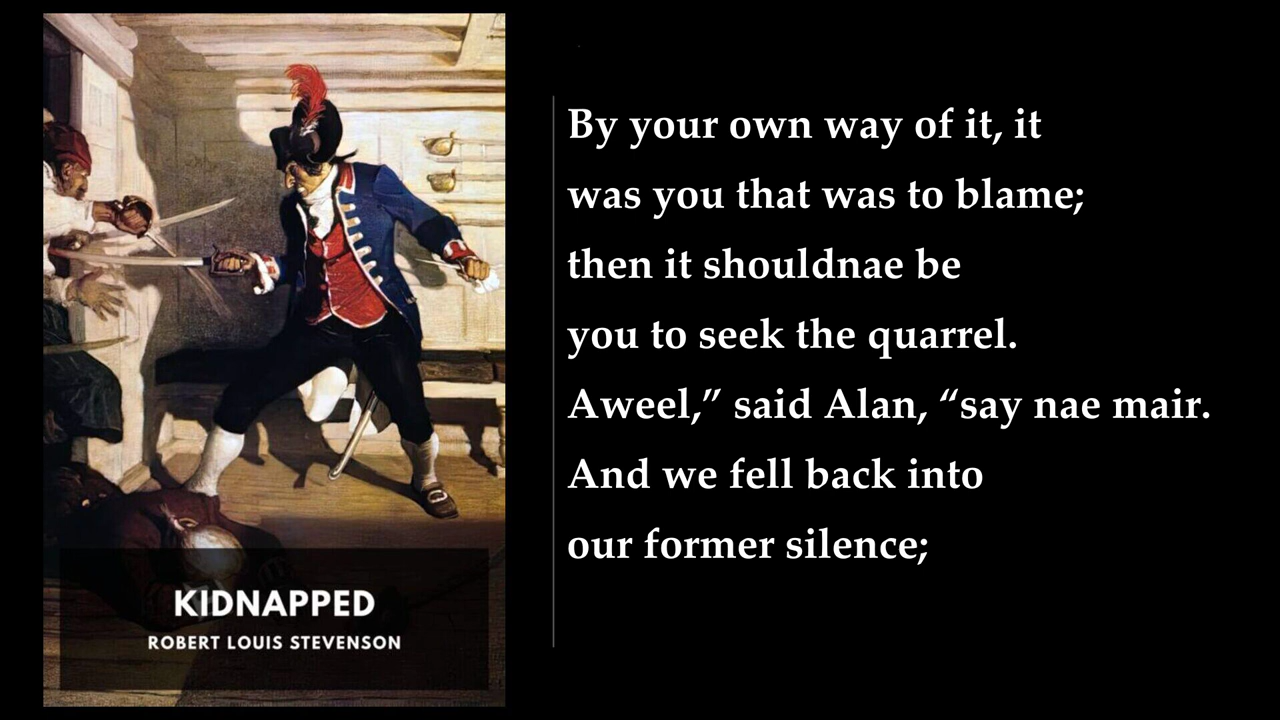 KIDNAPPED
ROBERT LOUIS STEVENSON
By your own way of it, it
was you that was to blame;
then it shouldnae be
you to seek the quarrel.
Aweel,” said Alan, “say nae mair.
And we fell back into
our former silence;